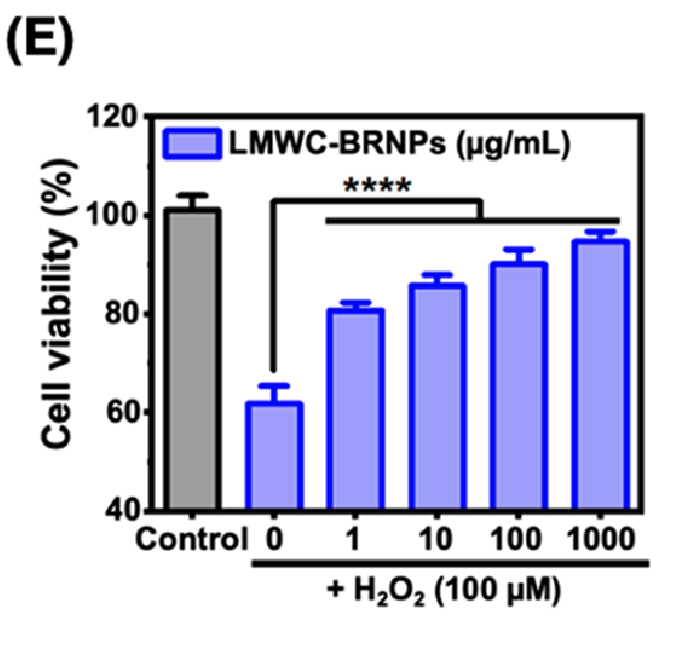 (E)
120
LMWC-BRNPs (µg/mL)
****
100
80
60
40
Cell viability (%)
Control 0 1 10 100 1000
+ H₂O₂ (100 µM)